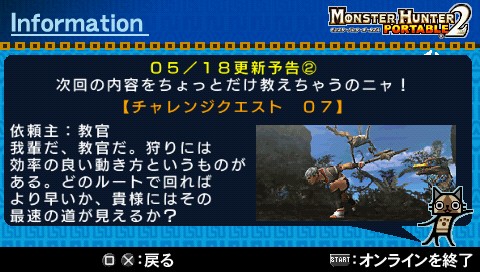 Information
MONSTER HUNTER
PORTABLE 2
05/18更新予告②
次回の内容をちょっとだけ教えちゃうのニャ！
【チャレンジクエスト 07】
依頼主：教官
我輩だ、教官だ。狩りには
効率の良い動き方というものが
ある。どのルートで回れば
より早いか、貴様にはその
最速の道が見えるか？
□×:戻る
START:オンラインを終了